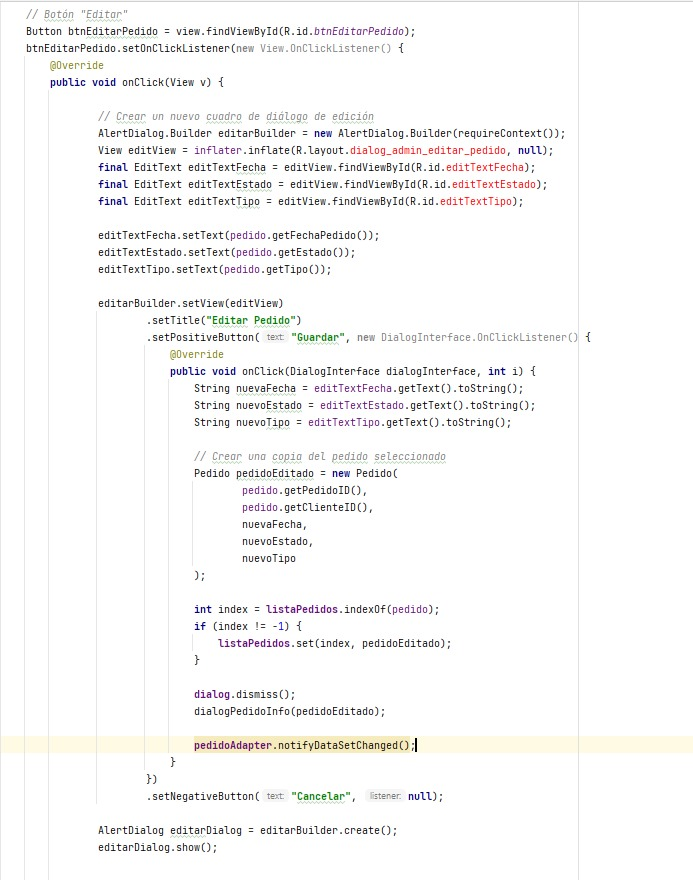 // Botón "Editar"
Button btnEditarPedido = view.findViewById(R.id.btnEditarPedido);
btnEditarPedido.setOnClickListener(new View.OnClickListener() {
@Override
public void onClick(View v) {
// Crear un nuevo cuadro de diálogo de edición
AlertDialog.Builder editarBuilder = new AlertDialog.Builder(requireContext());
View editView = inflater.inflate(R.layout.dialog_admin_editar_pedido, null);
final EditText editTextFecha = editView.findViewById(R.id.editTextFecha);
final EditText editTextEstado = editView.findViewById(R.id.editTextEstado);
final EditText editTextTipo = editView.findViewById(R.id.editTextTipo);
editTextFecha.setText(pedido.getFechaPedido());
editTextEstado.setText(pedido.getEstado());
editTextTipo.setText(pedido.getTipo());
editarBuilder.setView(editView)
.setTitle("Editar Pedido")
.setPositiveButton( text: "Guardar", new DialogInterface.OnClickListener() {
@Override
public void onClick(DialogInterface dialogInterface, int i) {
String nuevaFecha = editTextFecha.getText().toString();
String nuevoEstado = editTextEstado.getText().toString();
String nuevoTipo = editTextTipo.getText().toString();
// Crear una copia del pedido seleccionado
Pedido pedidoEditado = new Pedido(
pedido.getPedidoID(),
pedido.getClienteID(),
nuevaFecha,
nuevoEstado,
nuevoTipo
);
int index = listaPedidos.indexOf(pedido);
if (index != -1) {
listaPedidos.set(index, pedidoEditado);
}
dialog.dismiss();
dialogPedidoInfo(pedidoEditado);
pedidoAdapter.notifyDataSetChanged();
}
})
.setNegativeButton( text: "Cancelar", listener: null);
AlertDialog editarDialog = editarBuilder.create();
editarDialog.show();